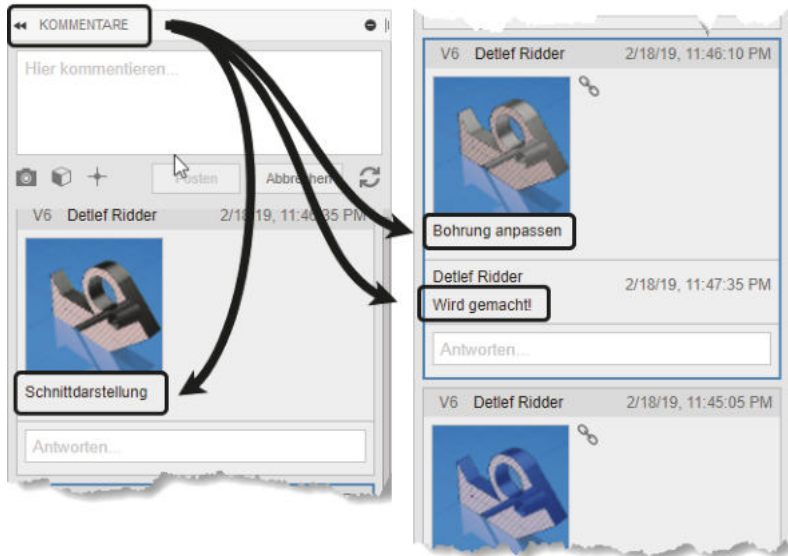 KOMMENTARE
Hier kommentieren...
Posten
Abbrechen
V6 Detlef Ridder 2/18/19, 11:46:35 PM
Schnittdarstellung
Antworten...
V6 Detlef Ridder 2/18/19, 11:46:10 PM
Bohrung anpassen
Detlef Ridder
2/18/19, 11:47:35 PM
Wird gemacht!
Antworten...
V6 Detlef Ridder 2/18/19, 11:45:05 PM